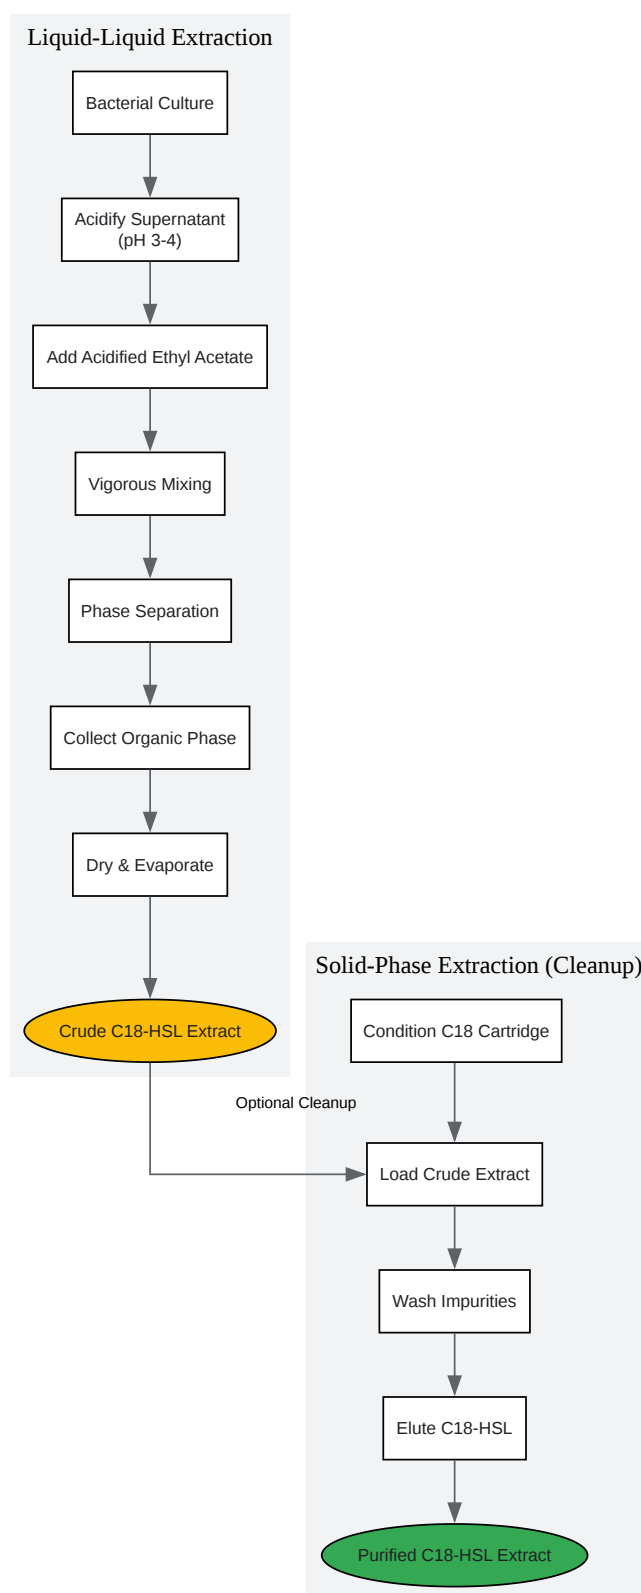 Liquid-Liquid Extraction
Bacterial Culture
Acidify Supernatant
(pH 3-4)
Add Acidified Ethyl Acetate
Vigorous Mixing
Phase Separation
Collect Organic Phase
Dry & Evaporate
Crude C18-HSL Extract
Optional Cleanup
Solid-Phase Extraction (Cleanup)
Condition C18 Cartridge
Load Crude Extract
Wash Impurities
Elute C18-HSL
Purified C18-HSL Extract